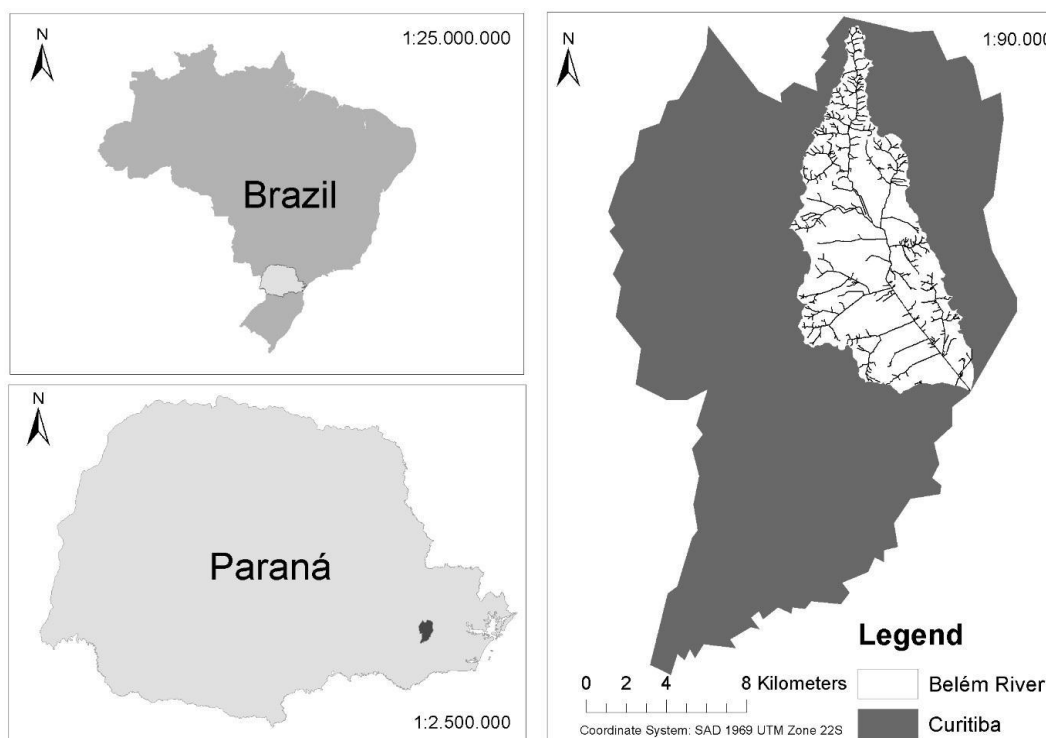 N
1:25.000.000
Brazil
N
Paraná
1:2.500.000
N
1:90.000
Legend
0 2 4 8 Kilometers
Belém River
Coordinate System: SAD 1969 UTM Zone 22S
Curitiba